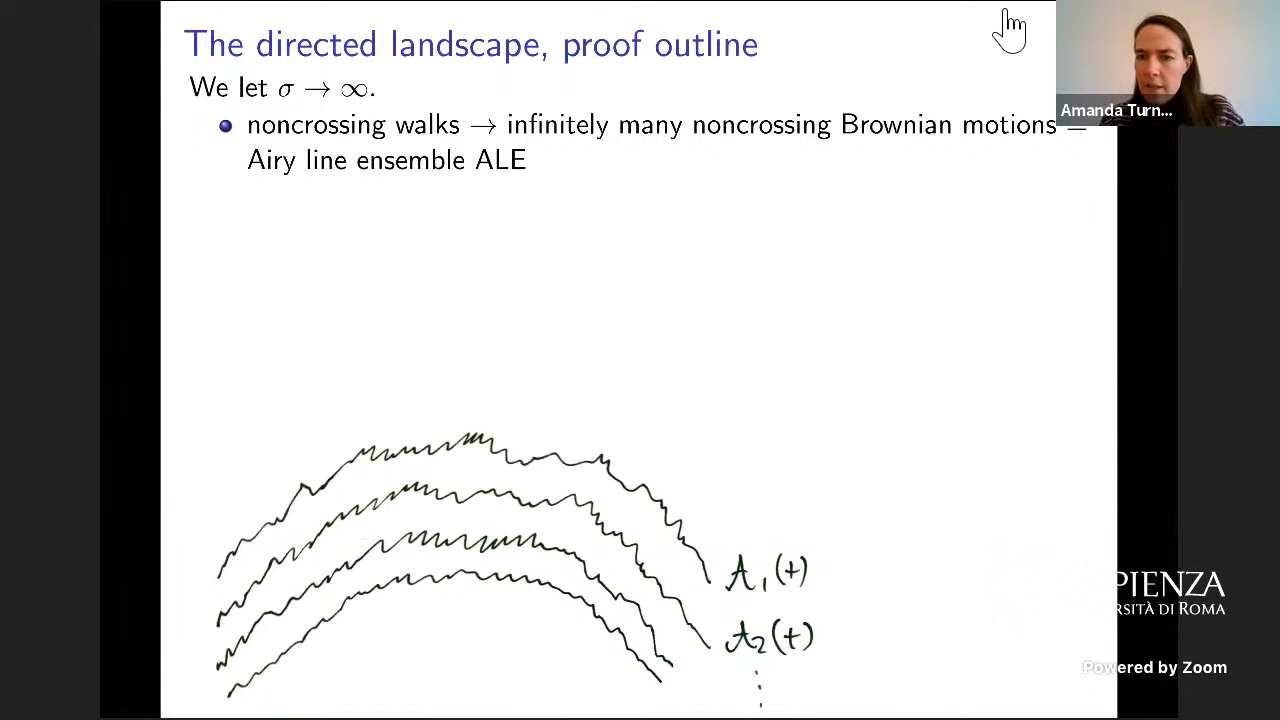 The directed landscape, proof outline
We let σ → ∞.
noncrossing walks → infinitely many noncrossing Brownian motions =
Airy line ensemble ALE
Amanda Turn...
A₁(t)
A₂(t)
PIENZA
RSITÀ DI ROMA
Powered by Zoom